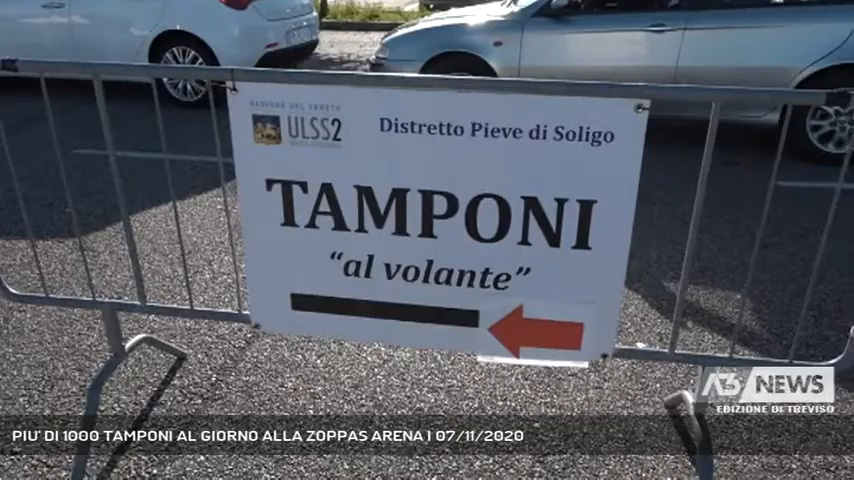 REGIONE DEL VENETO
ULSS2
Distretto Pieve di Soligo
TAMPONI
“al volante”
A3 NEWS
EDIZIONE DI TREVISO
PIU' DI 1000 TAMPONI AL GIORNO ALLA ZOPPAS ARENA | 07/11/2020